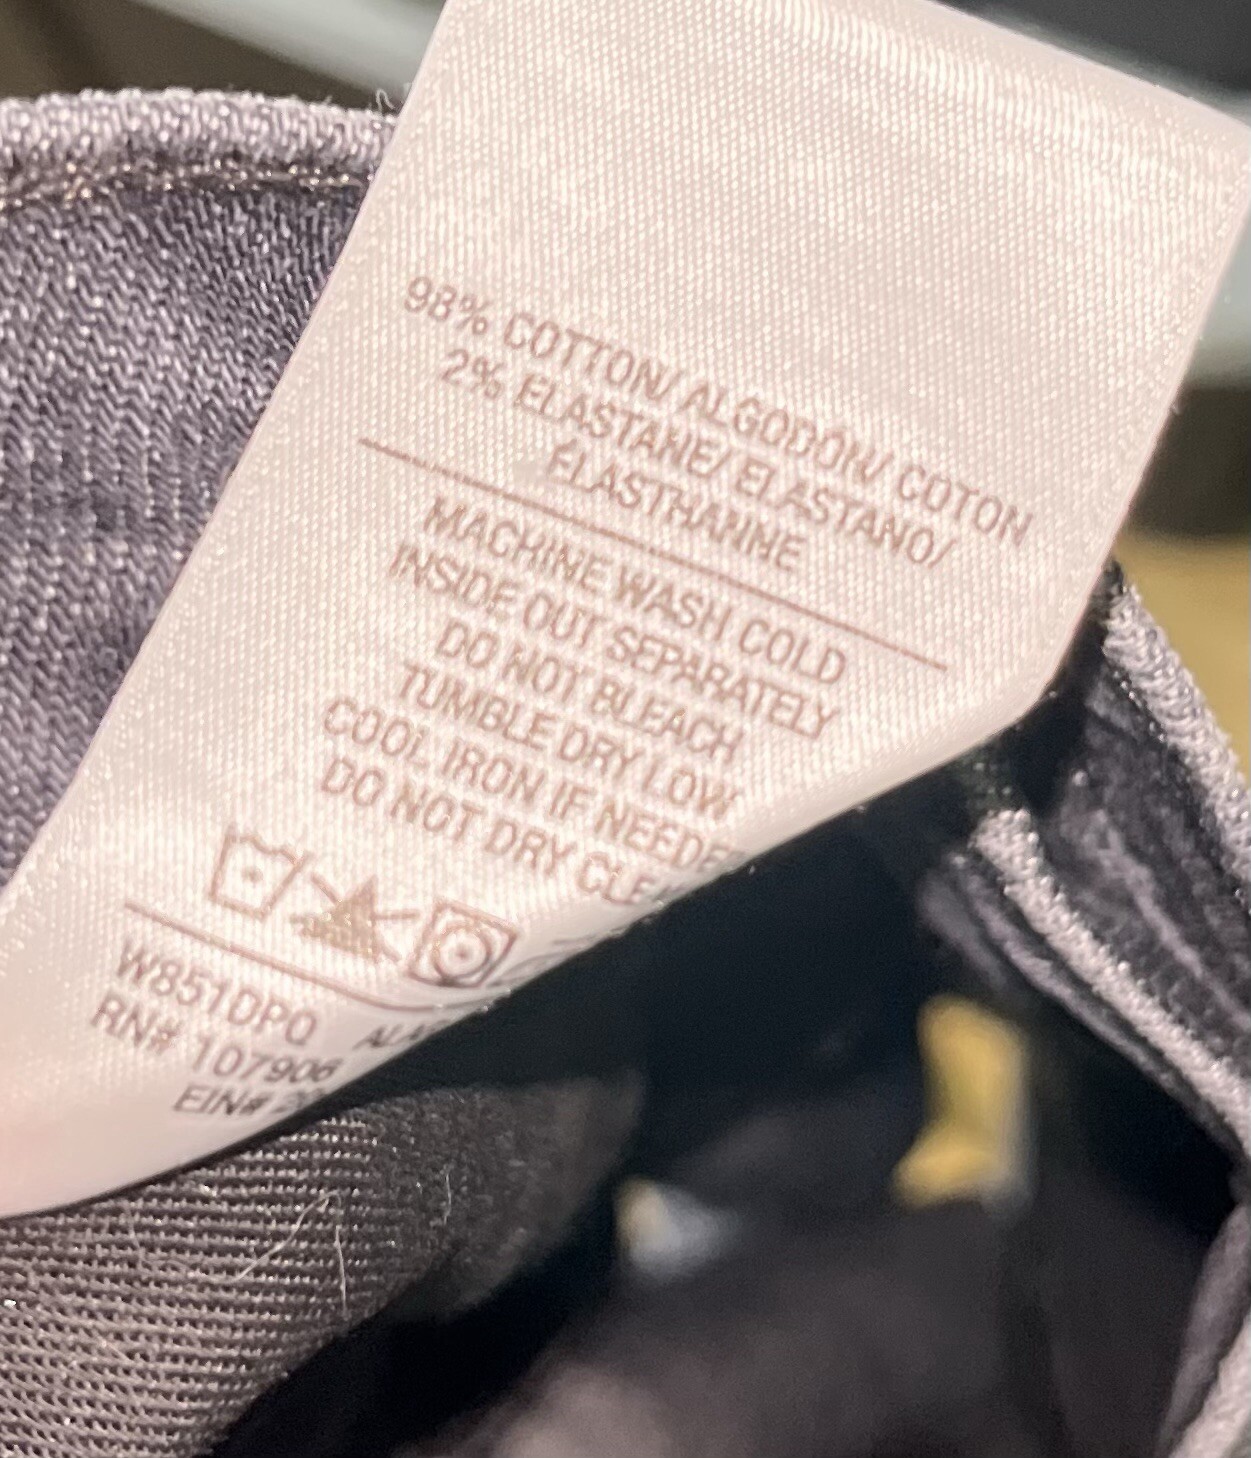 98% COTTON/ ALGODÓN/ COTON
2% ELASTANE/ ELASTANO/
ÉLASTHANNE
MACHINE WASH COLD
INSIDE OUT SEPARATELY
DO NOT BLEACH
TUMBLE DRY LOW
COOL IRON IF NEEDED
DO NOT DRY
W851DPQ
RN# 107906
EIN#